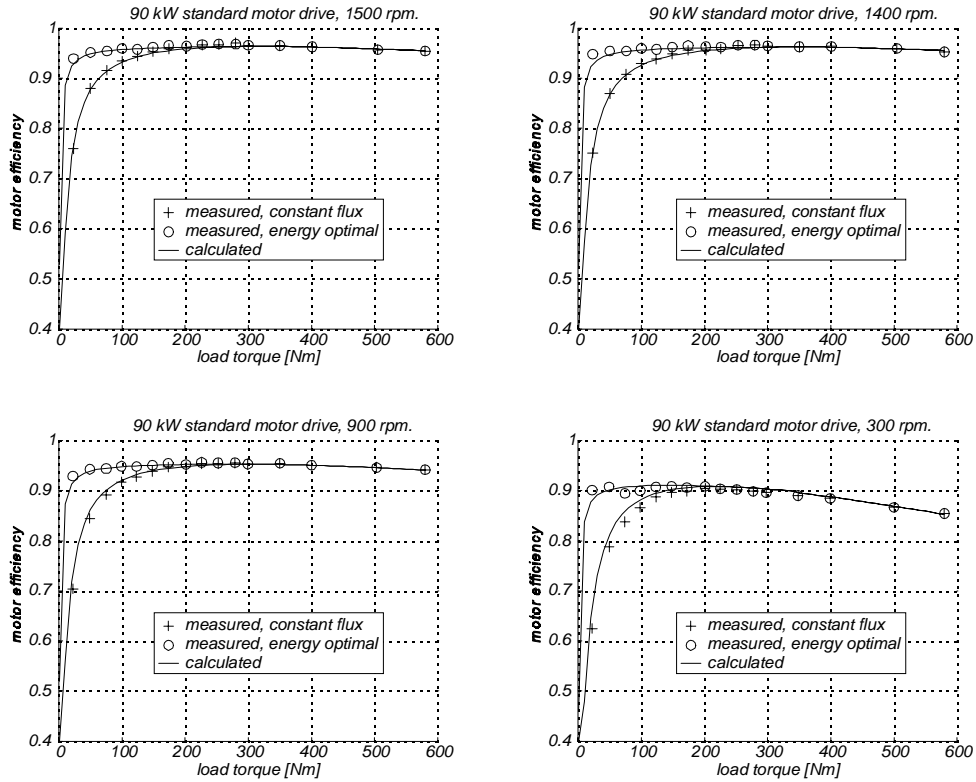 90 kW standard motor drive, 1500 rpm.
1
0.9
0.8
0.7
0.6
0.5
0.4
motor efficiency
measured, constant flux
measured, energy optimal
calculated
0 100 200 300 400 500 600
load torque [Nm]
90 kW standard motor drive, 1400 rpm.
1
0.9
0.8
0.7
0.6
0.5
0.4
motor efficiency
measured, constant flux
measured, energy optimal
calculated
0 100 200 300 400 500 600
load torque [Nm]
90 kW standard motor drive, 900 rpm.
1
0.9
0.8
0.7
0.6
0.5
0.4
motor efficiency
measured, constant flux
measured, energy optimal
calculated
0 100 200 300 400 500 600
load torque [Nm]
90 kW standard motor drive, 300 rpm.
1
0.9
0.8
0.7
0.6
0.5
0.4
motor efficiency
measured, constant flux
measured, energy optimal
calculated
0 100 200 300 400 500 600
load torque [Nm]